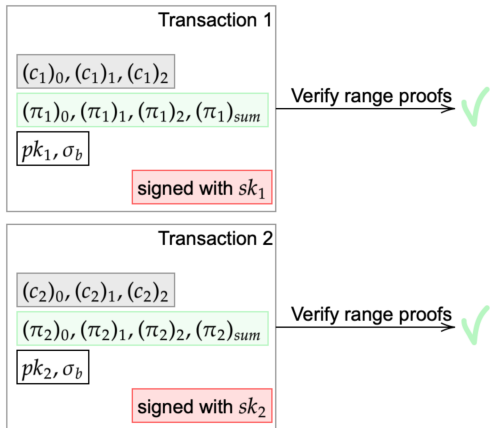 Transaction 1
(c₁)₀, (c₁)₁, (c₁)₂
(π₁)₀, (π₁)₁, (π₁)₂, (π₁)ₛᵤₘ
Verify range proofs
pk₁, σ_b
signed with sk₁
Transaction 2
(c₂)₀, (c₂)₁, (c₂)₂
(π₂)₀, (π₂)₁, (π₂)₂, (π₂)ₛᵤₘ
Verify range proofs
pk₂, σ_b
signed with sk₂